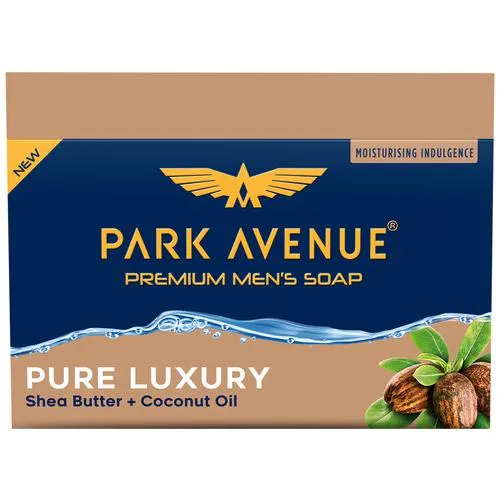 NEW
MOISTURISING INDULGENCE
PARK AVENUE®
PREMIUM MEN'S SOAP
PURE LUXURY
Shea Butter + Coconut Oil